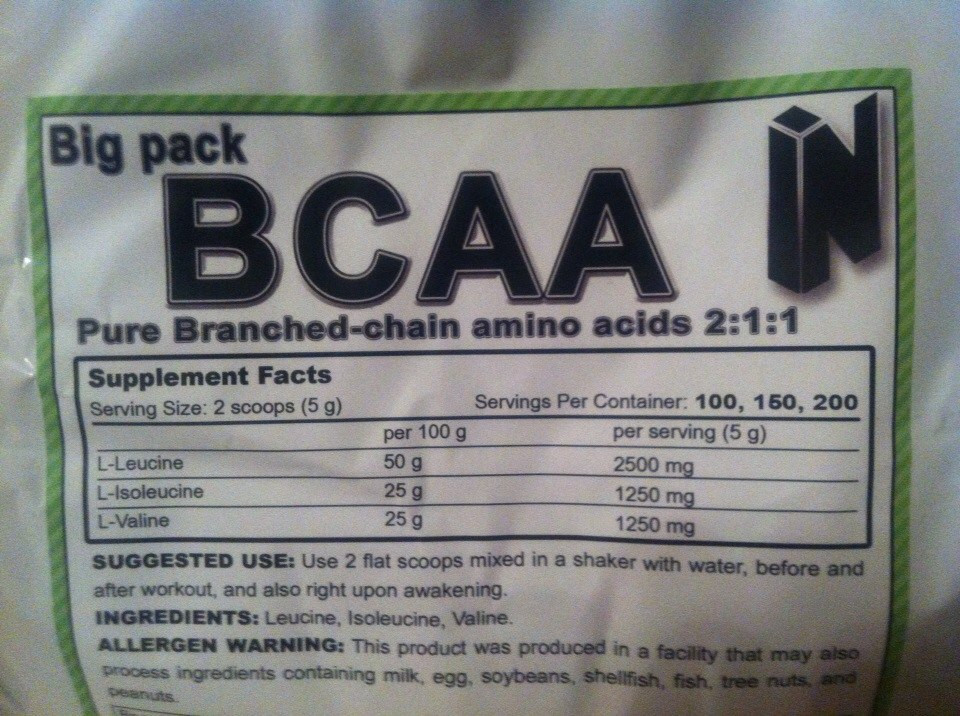 Big pack
BCAA
IN
Pure Branched-chain amino acids 2:1:1
Supplement Facts
Serving Size: 2 scoops (5 g) Servings Per Container: 100, 150, 200
per 100 g per serving (5 g)
L-Leucine 50 g 2500 mg
L-Isoleucine 25 g 1250 mg
L-Valine 25 g 1250 mg
SUGGESTED USE: Use 2 flat scoops mixed in a shaker with water, before and
after workout, and also right upon awakening.
INGREDIENTS: Leucine, Isoleucine, Valine.
ALLERGEN WARNING: This product was produced in a facility that may also
process ingredients containing milk, egg, soybeans, shellfish, fish, tree nuts, and
peanuts.